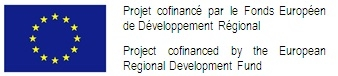 Projet cofinancé par le Fonds Européen
de Développement Régional
Project cofinanced by the European
Regional Development Fund